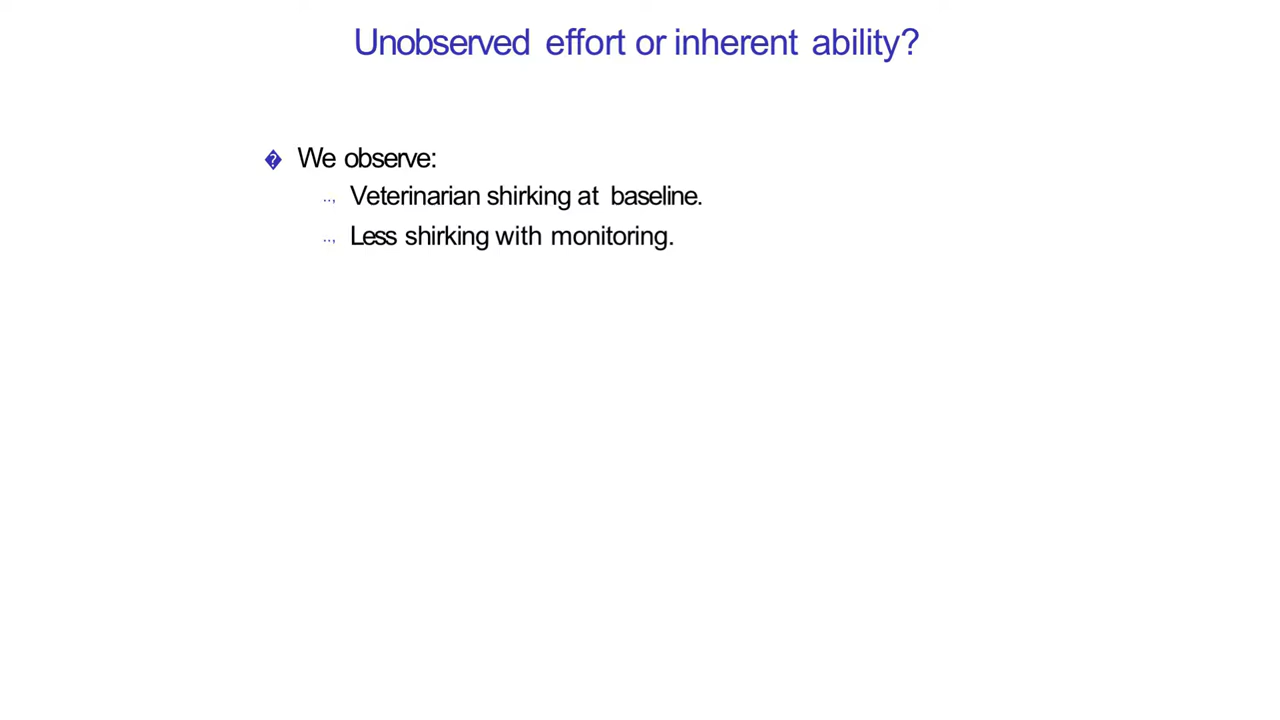 Unobserved effort or inherent ability?
� We observe:
.., Veterinarian shirking at baseline.
.., Less shirking with monitoring.